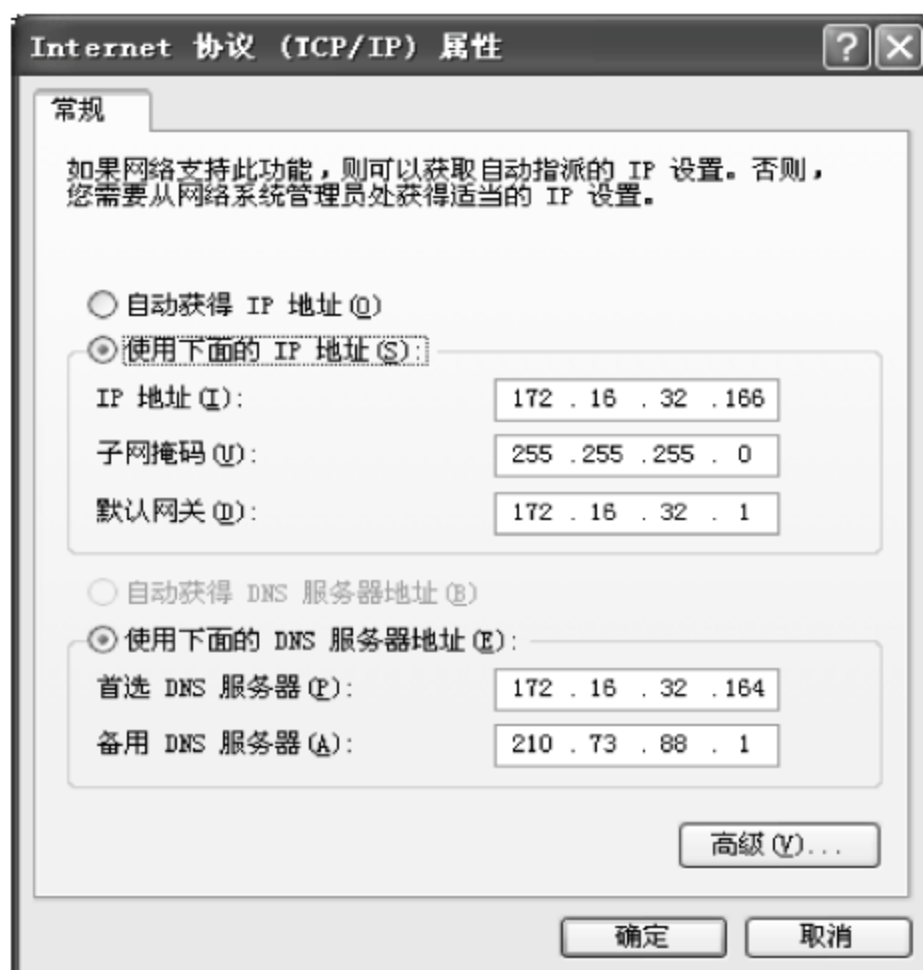 Internet 协议 (TCP/IP) 属性
常规
如果网络支持此功能，则可以获取自动指派的 IP 设置。否则，
您需要从网络系统管理员处获得适当的 IP 设置。
自动获得 IP 地址(O)
使用下面的 IP 地址(S):
IP 地址(I): 172 . 16 . 32 .166
子网掩码(U): 255 .255 .255 . 0
默认网关(D): 172 . 16 . 32 . 1
自动获得 DNS 服务器地址(B)
使用下面的 DNS 服务器地址(E):
首选 DNS 服务器(P): 172 . 16 . 32 .164
备用 DNS 服务器(A): 210 . 73 . 88 . 1
高级(V)...
确定 取消